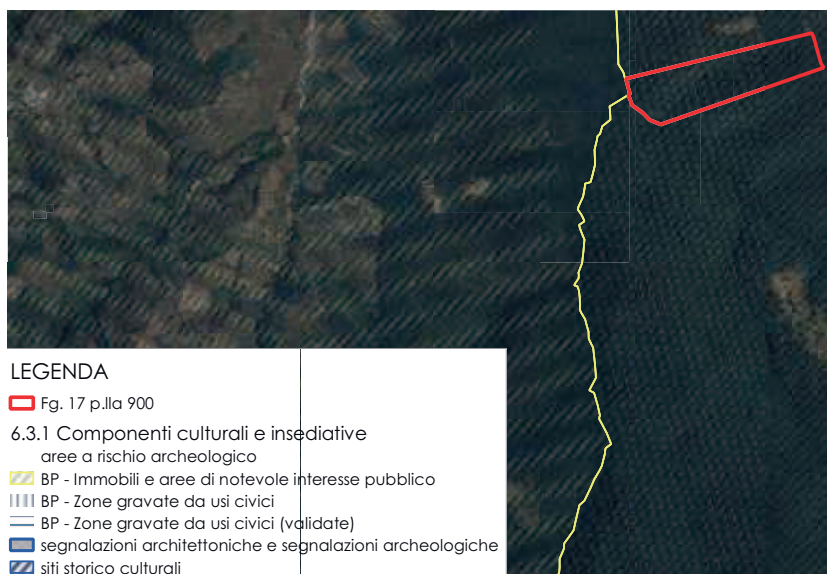 LEGENDA
Fg. 17 p.lla 900
6.3.1 Componenti culturali e insediative
aree a rischio archeologico
BP - Immobili e aree di notevole interesse pubblico
BP - Zone gravate da usi civici
BP - Zone gravate da usi civici (validate)
segnalazioni architettoniche e segnalazioni archeologiche
siti storico culturali